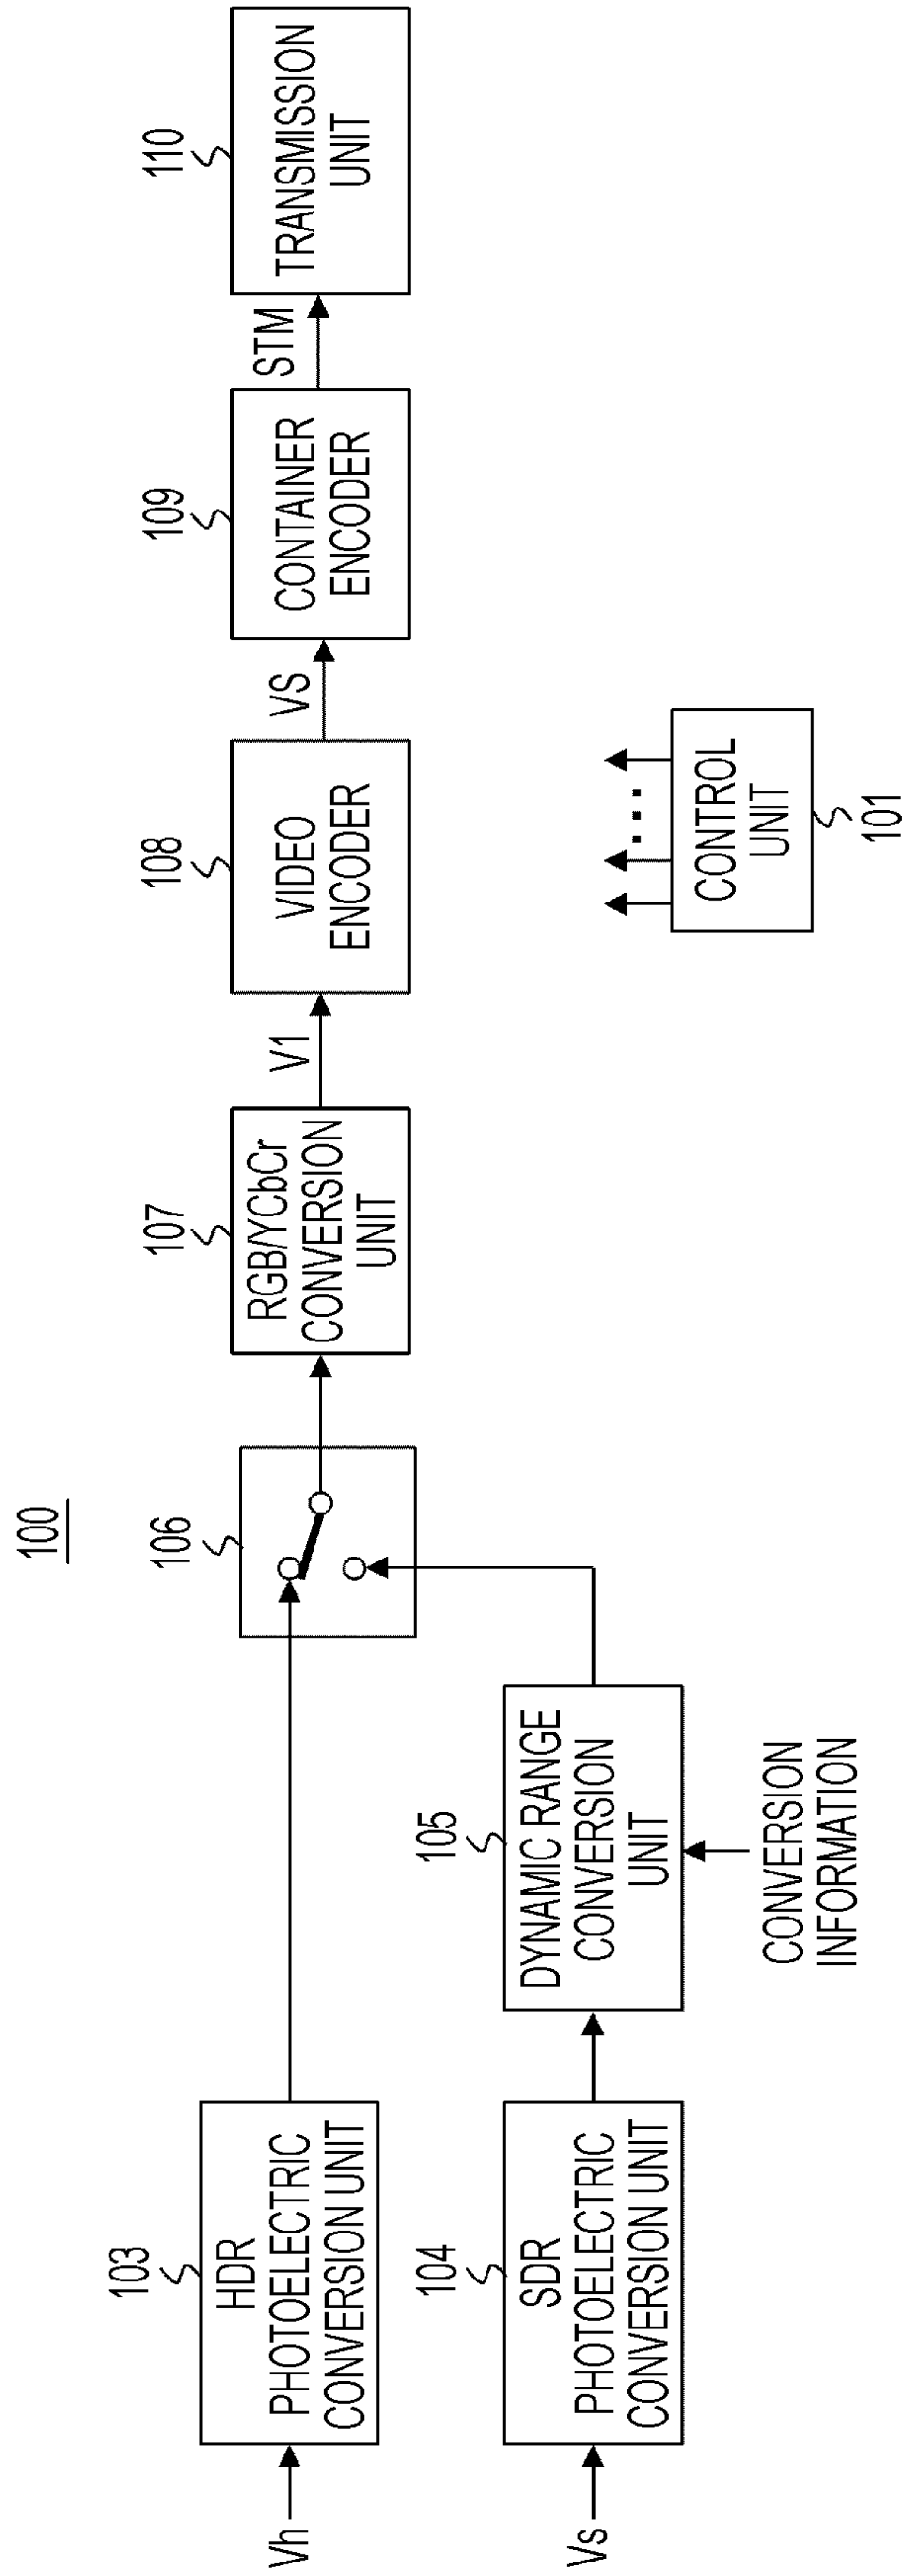 100
Vh
103
HDR
PHOTOELECTRIC
CONVERSION UNIT
Vs
104
SDR
PHOTOELECTRIC
CONVERSION UNIT
105
DYNAMIC RANGE
CONVERSION
UNIT
CONVERSION
INFORMATION
106
107
RGB/YCbCr
CONVERSION
UNIT
V1
108
VIDEO
ENCODER
VS
109
CONTAINER
ENCODER
STM
110
TRANSMISSION
UNIT
CONTROL
UNIT
101